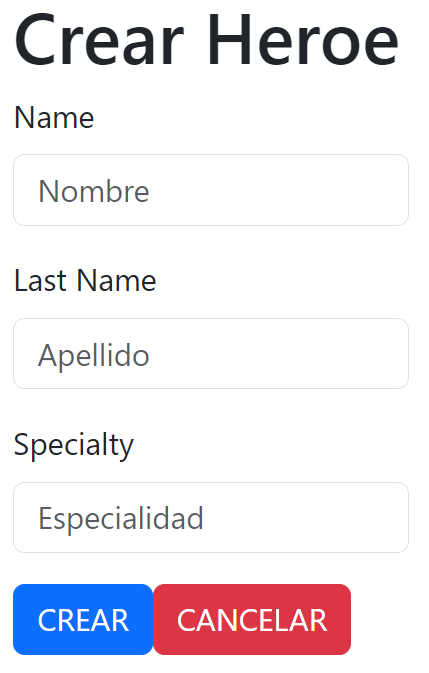 Crear Heroe
Name
Nombre
Last Name
Apellido
Specialty
Especialidad
CREAR CANCELAR